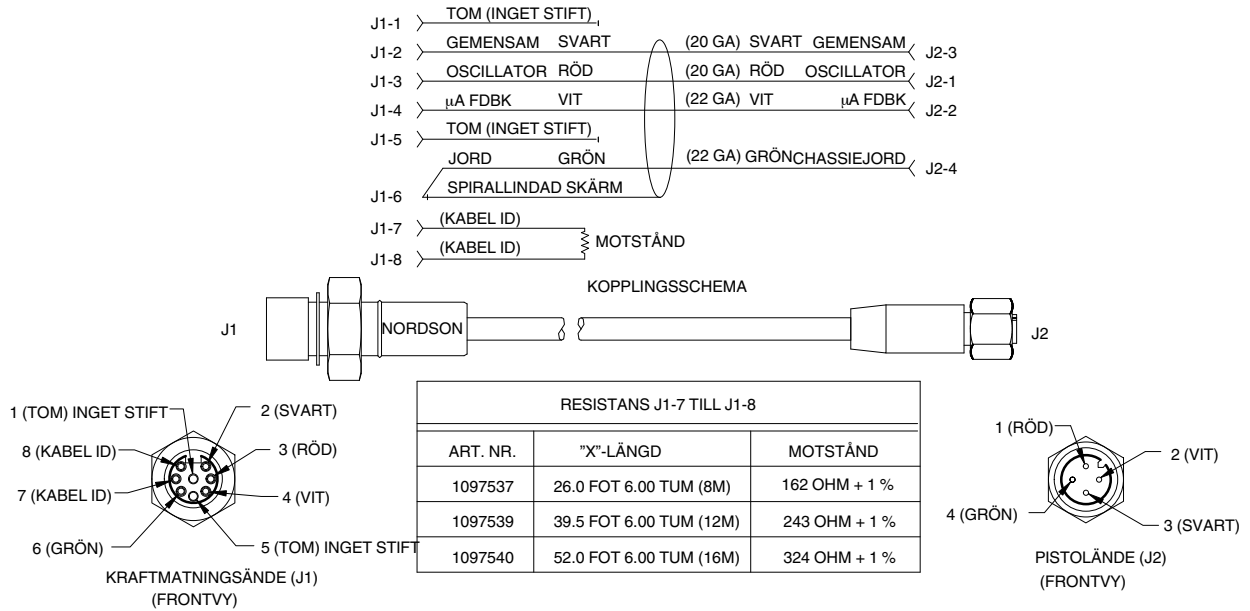 J1-1 TOM (INGET STIFT)
J1-2 GEMENSAM SVART (20 GA) SVART GEMENSAM J2-3
J1-3 OSCILLATOR RÖD (20 GA) RÖD OSCILLATOR J2-1
J1-4 µA FDBK VIT (22 GA) VIT µA FDBK J2-2
J1-5 TOM (INGET STIFT)
JORD GRÖN (22 GA) GRÖN CHASSIEJORD J2-4
J1-6 SPIRALLINDAD SKÄRM
J1-7 (KABEL ID)
MOTSTÅND
J1-8 (KABEL ID)
KOPPLINGSSCHEMA
J1 NORDSON J2
1 (TOM) INGET STIFT
2 (SVART)
8 (KABEL ID)
3 (RÖD)
7 (KABEL ID)
4 (VIT)
6 (GRÖN)
5 (TOM) INGET STIFT
KRAFTMATNINGSÄNDE (J1)
(FRONTVY)
RESISTANS J1-7 TILL J1-8
ART. NR. "X"-LÄNGD MOTSTÅND
1097537 26.0 FOT 6.00 TUM (8M) 162 OHM + 1 %
1097539 39.5 FOT 6.00 TUM (12M) 243 OHM + 1 %
1097540 52.0 FOT 6.00 TUM (16M) 324 OHM + 1 %
1 (RÖD)
2 (VIT)
4 (GRÖN)
3 (SVART)
PISTOLÄNDE (J2)
(FRONTVY)